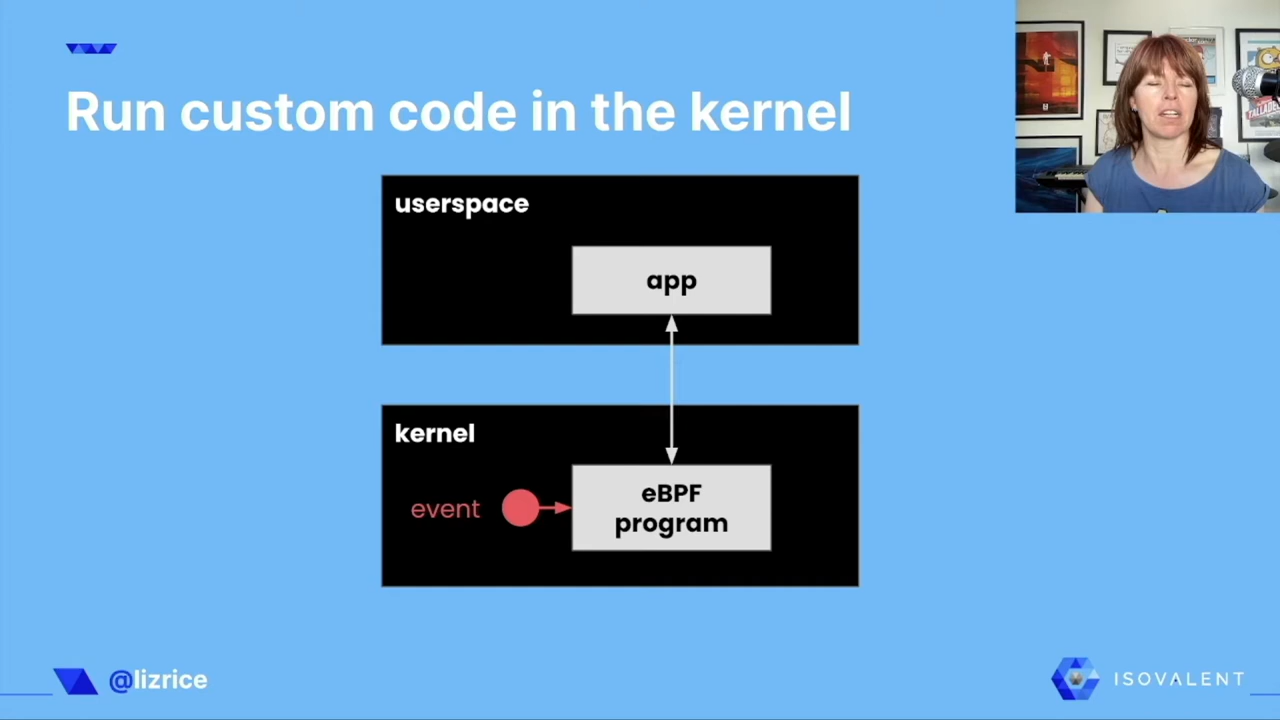 Run custom code in the kernel
userspace
app
kernel
event
eBPF
program
@lizrice
ISOVALENT